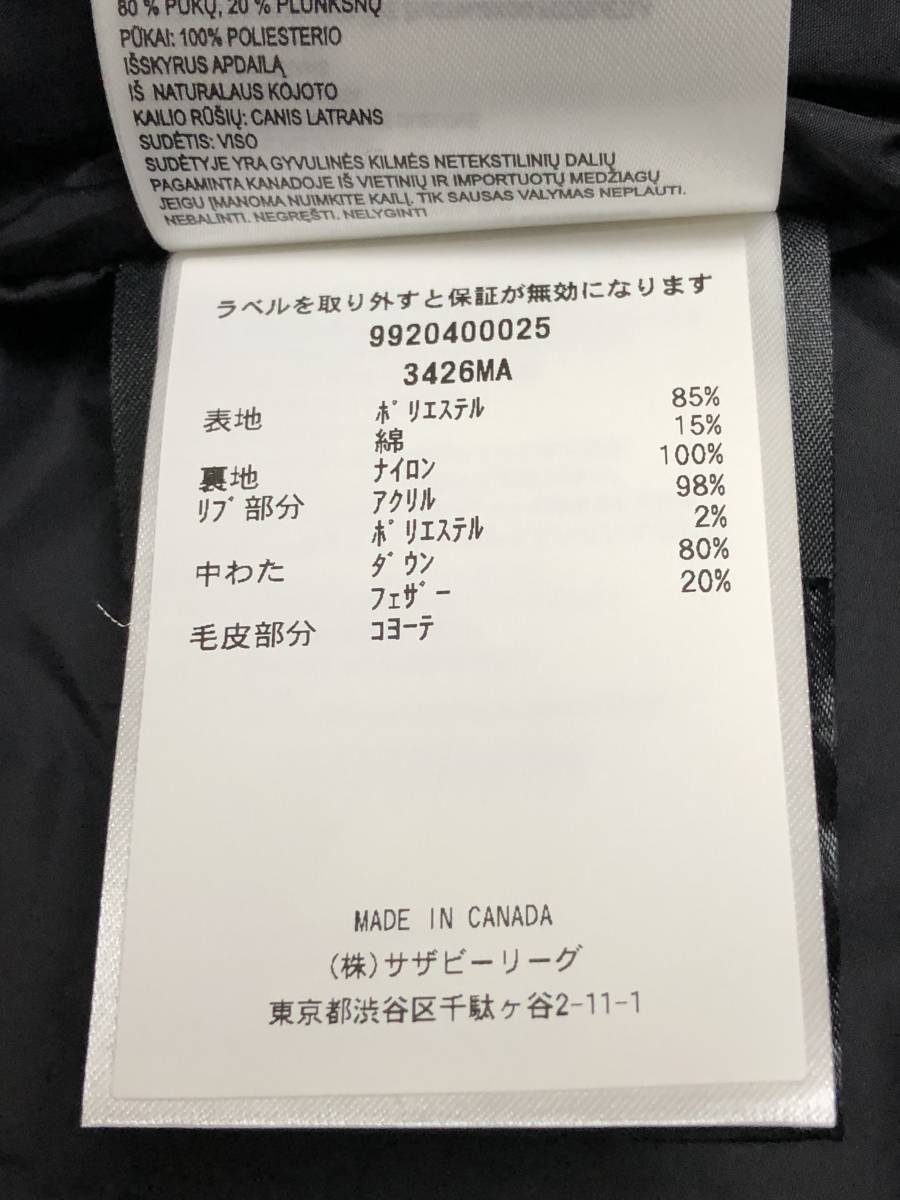 80 % PŪKŲ, 20 % PLUNKSNŲ
PŪKAI: 100% POLIESTERIO
IŠSKYRUS APDAILĄ
IŠ NATURALAUS KOJOTO
KAILIO RŪŠIŲ: CANIS LATRANS
SUDĖTIS: VISO
SUDĖTYJE YRA GYVULINĖS KILMĖS NETEKSTILINIŲ DALIŲ
PAGAMINTA KANADOJE IŠ VIETINIŲ IR IMPORTUOTŲ MEDŽIAGŲ
JEIGU ĮMANOMA NUIMKITE KAILĮ, TIK SAUSAS VALYMAS NEPLAUTI.
NEBALINTI. NEGRĘŠTI. NELYGINTI
ラベルを取り外すと保証が無効になります
9920400025
3426MA
表地 ﾎﾟﾘｴｽﾃﾙ 85%
綿 15%
裏地 ﾅｲﾛﾝ 100%
ﾘﾌﾞ部分 ｱｸﾘﾙ 98%
ﾎﾟﾘｴｽﾃﾙ 2%
中わた ﾀﾞｳﾝ 80%
ﾌｪｻﾞｰ 20%
毛皮部分 ｺﾖｰﾃ
MADE IN CANADA
(株)サザビーリーグ
東京都渋谷区千駄ヶ谷2-11-1